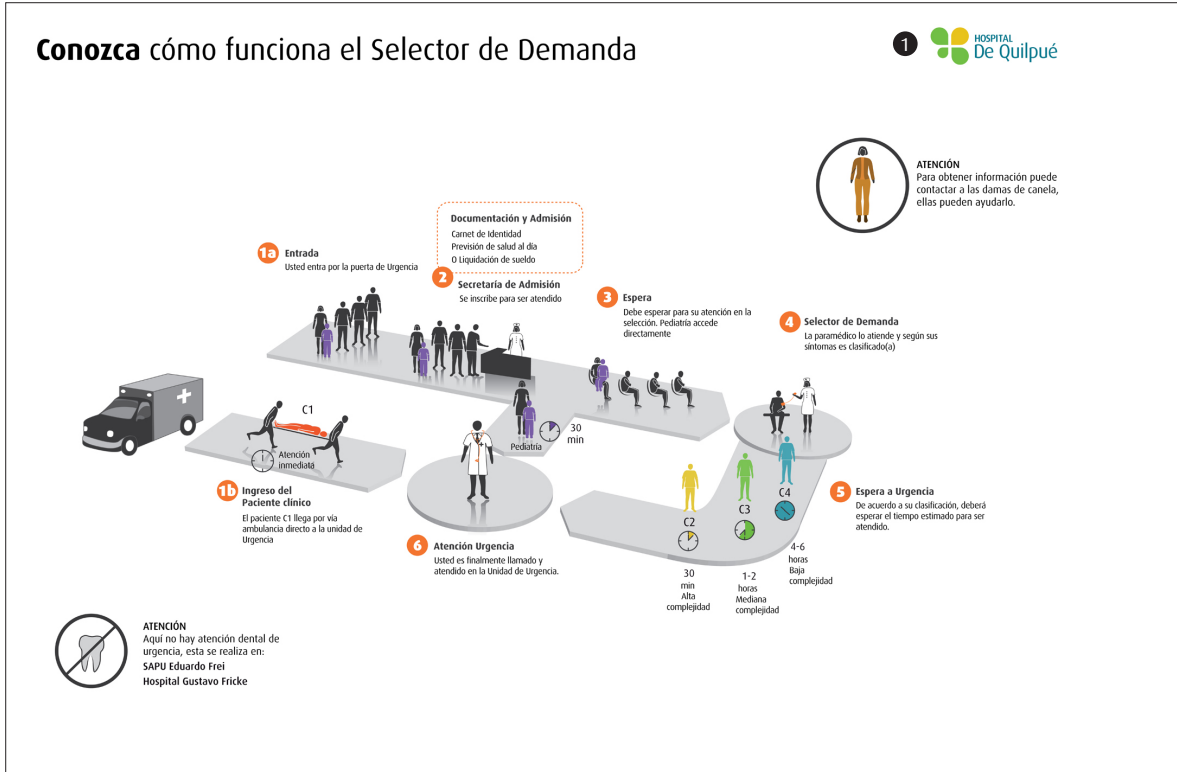 Conozca cómo funciona el Selector de Demanda
1
HOSPITAL
De Quilpué
ATENCIÓN
Para obtener información puede
contactar a las damas de canela,
ellas pueden ayudarlo.
Documentación y Admisión
Carnet de Identidad
Previsión de salud al día
O Liquidación de sueldo
1a Entrada
Usted entra por la puerta de Urgencia
2 Secretaría de Admisión
Se inscribe para ser atendido
3 Espera
Debe esperar para su atención en la
selección. Pediatría accede
directamente
4 Selector de Demanda
La paramédico lo atiende y según sus
síntomas es clasificado(a)
C1
Atención
inmediata
Pediatría
30
min
1b Ingreso del
Paciente clínico
El paciente C1 llega por vía
ambulancia directo a la unidad de
Urgencia
6 Atención Urgencia
Usted es finalmente llamado y
atendido en la Unidad de Urgencia.
C2
30
min
Alta
complejidad
C3
1-2
horas
Mediana
complejidad
C4
4-6
horas
Baja
complejidad
5 Espera a Urgencia
De acuerdo a su clasificación, deberá
esperar el tiempo estimado para ser
atendido.
ATENCIÓN
Aquí no hay atención dental de
urgencia, esta se realiza en:
SAPU Eduardo Frei
Hospital Gustavo Fricke